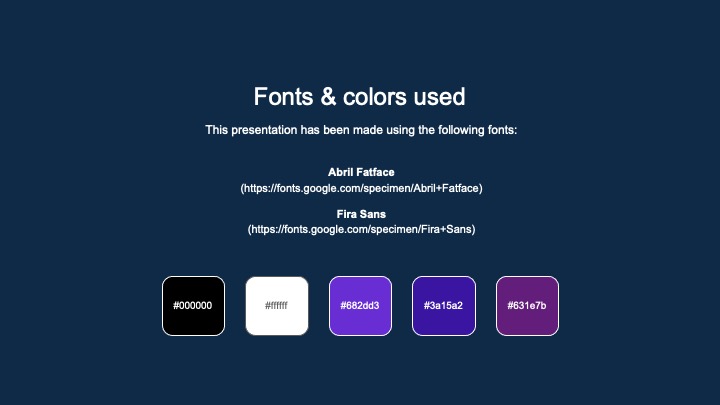 Fonts & colors used
This presentation has been made using the following fonts:
Abril Fatface
(https://fonts.google.com/specimen/Abril+Fatface)
Fira Sans
(https://fonts.google.com/specimen/Fira+Sans)
#000000
#ffffff
#682dd3
#3a15a2
#631e7b